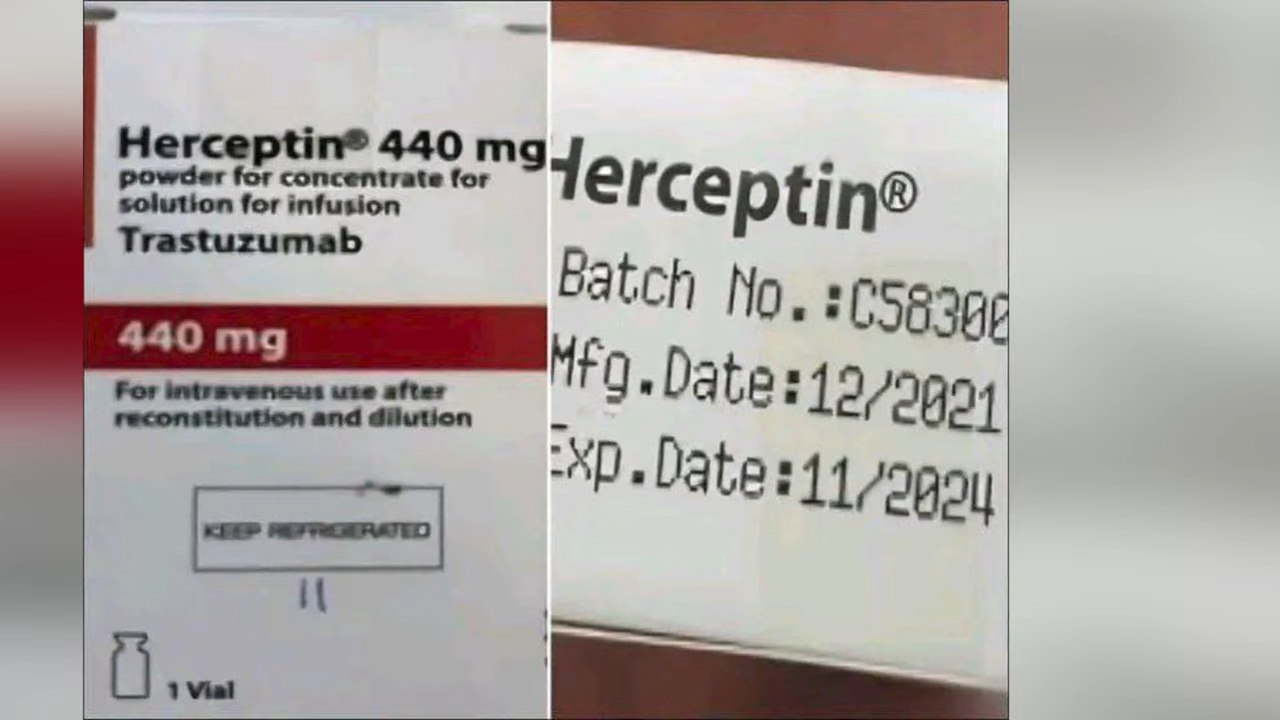 Herceptin® 440 mg
powder for concentrate for
solution for infusion
Trastuzumab
440 mg
For intravenous use after
reconstitution and dilution
KEEP REFRIGERATED
11
1 Vial
Herceptin®
Batch No.:C58300
Mfg.Date:12/2021
Exp.Date:11/2024